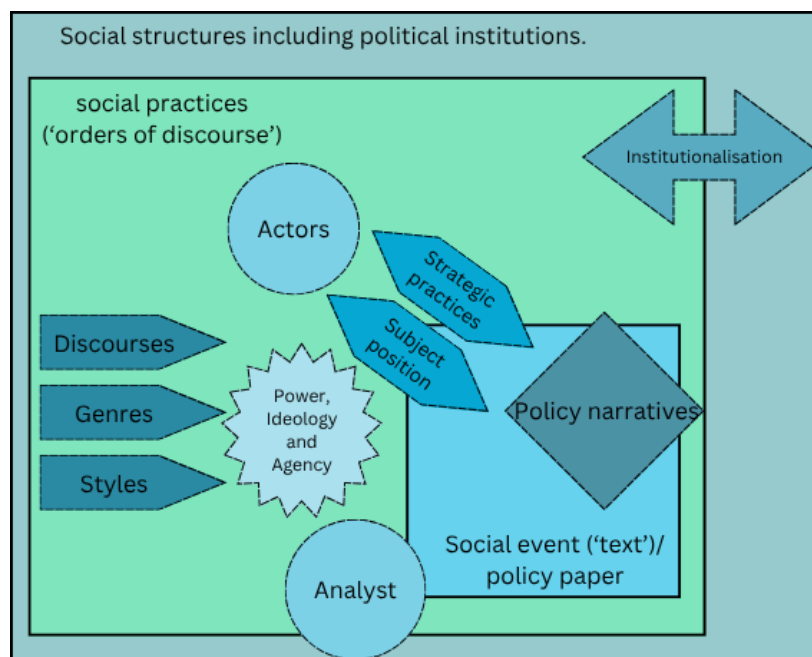 Social structures including political institutions.
social practices
(‘orders of discourse’)
Institutionalisation
Actors
Strategic
practices
Subject
position
Discourses
Genres
Styles
Power,
Ideology
and
Agency
Policy narratives
Social event (‘text’)/
policy paper
Analyst